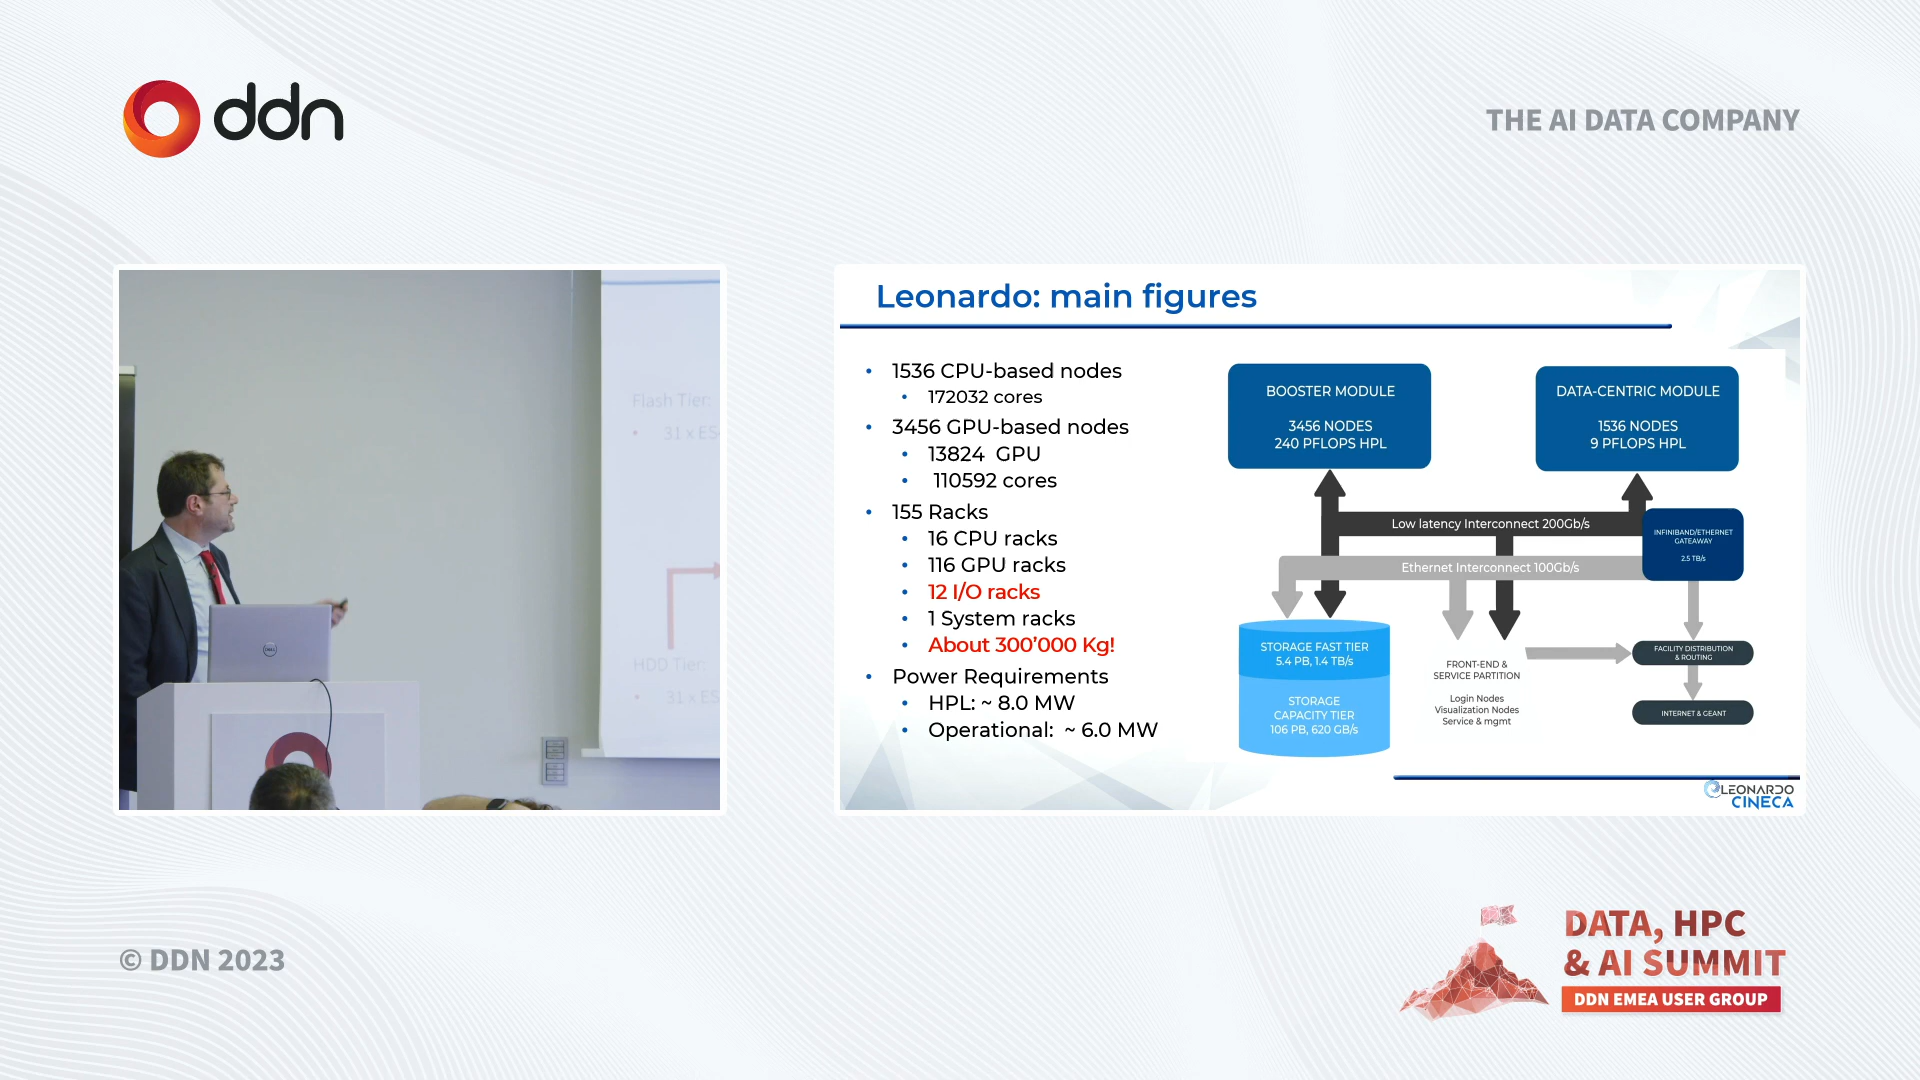 ddn
THE AI DATA COMPANY
Flash Tier:
31 x ES
HDD Tier:
31 x ES
DELL
Leonardo: main figures
• 1536 CPU-based nodes
• 172032 cores
• 3456 GPU-based nodes
• 13824 GPU
• 110592 cores
• 155 Racks
• 16 CPU racks
• 116 GPU racks
• 12 I/O racks
• 1 System racks
• About 300’000 Kg!
• Power Requirements
• HPL: ~ 8.0 MW
• Operational: ~ 6.0 MW
BOOSTER MODULE
3456 NODES
240 PFLOPS HPL
DATA-CENTRIC MODULE
1536 NODES
9 PFLOPS HPL
Low latency Interconnect 200Gb/s
INFINIBAND/ETHERNET
GATEAWAY
2.5 TB/s
Ethernet Interconnect 100Gb/s
STORAGE FAST TIER
5.4 PB, 1.4 TB/s
STORAGE
CAPACITY TIER
106 PB, 620 GB/s
FRONT-END &
SERVICE PARTITION
Login Nodes
Visualization Nodes
Service & mgmt
FACILITY DISTRIBUTION
& ROUTING
INTERNET & GEANT
LEONARDO
CINECA
© DDN 2023
DATA, HPC
& AI SUMMIT
DDN EMEA USER GROUP